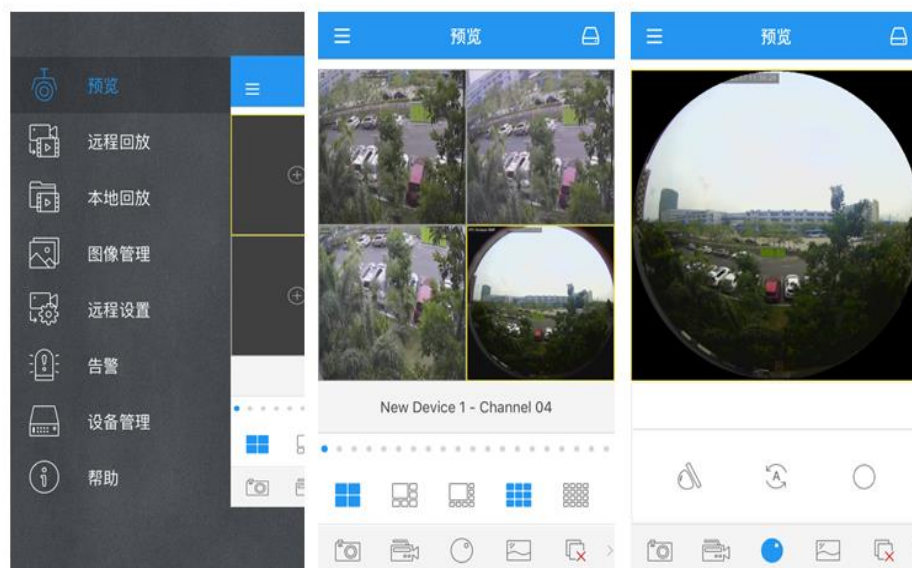 预览
远程回放
本地回放
图像管理
远程设置
告警
设备管理
帮助
预览
New Device 1 - Channel 04
预览
A